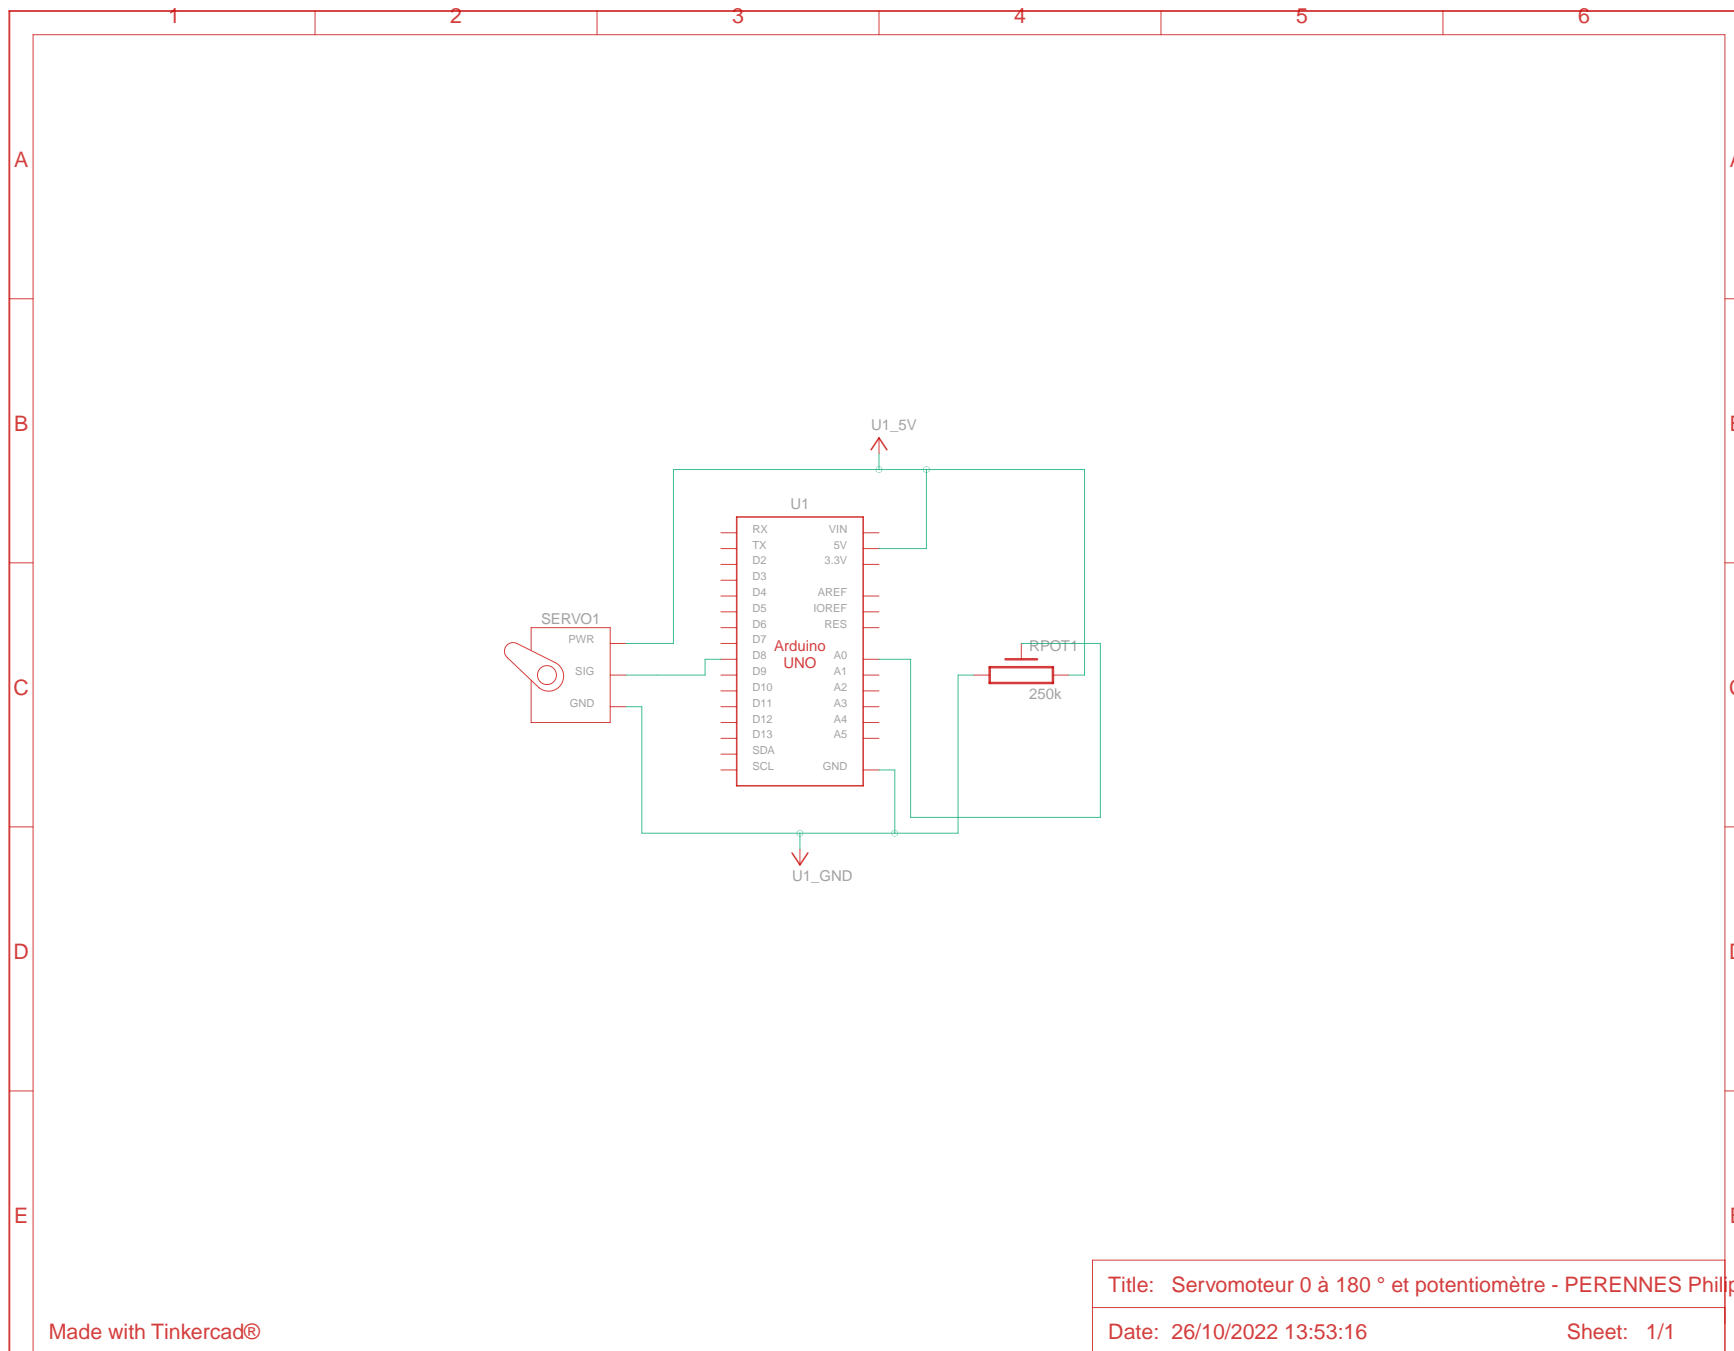 1 2 3 4 5 6
A
B
U1_5V
U1
RX VIN
TX 5V
D2 3.3V
D3
D4 AREF
D5 IOREF
D6 RES
D7
D8 A0
D9 A1
D10 A2
D11 A3
D12 A4
D13 A5
SDA
SCL GND
Arduino
UNO
SERVO1
PWR
SIG
GND
RPOT1
250k
C
U1_GND
D
E
Title: Servomoteur 0 à 180 ° et potentiomètre - PERENNES Philip
Made with Tinkercad®
Date: 26/10/2022 13:53:16 Sheet: 1/1